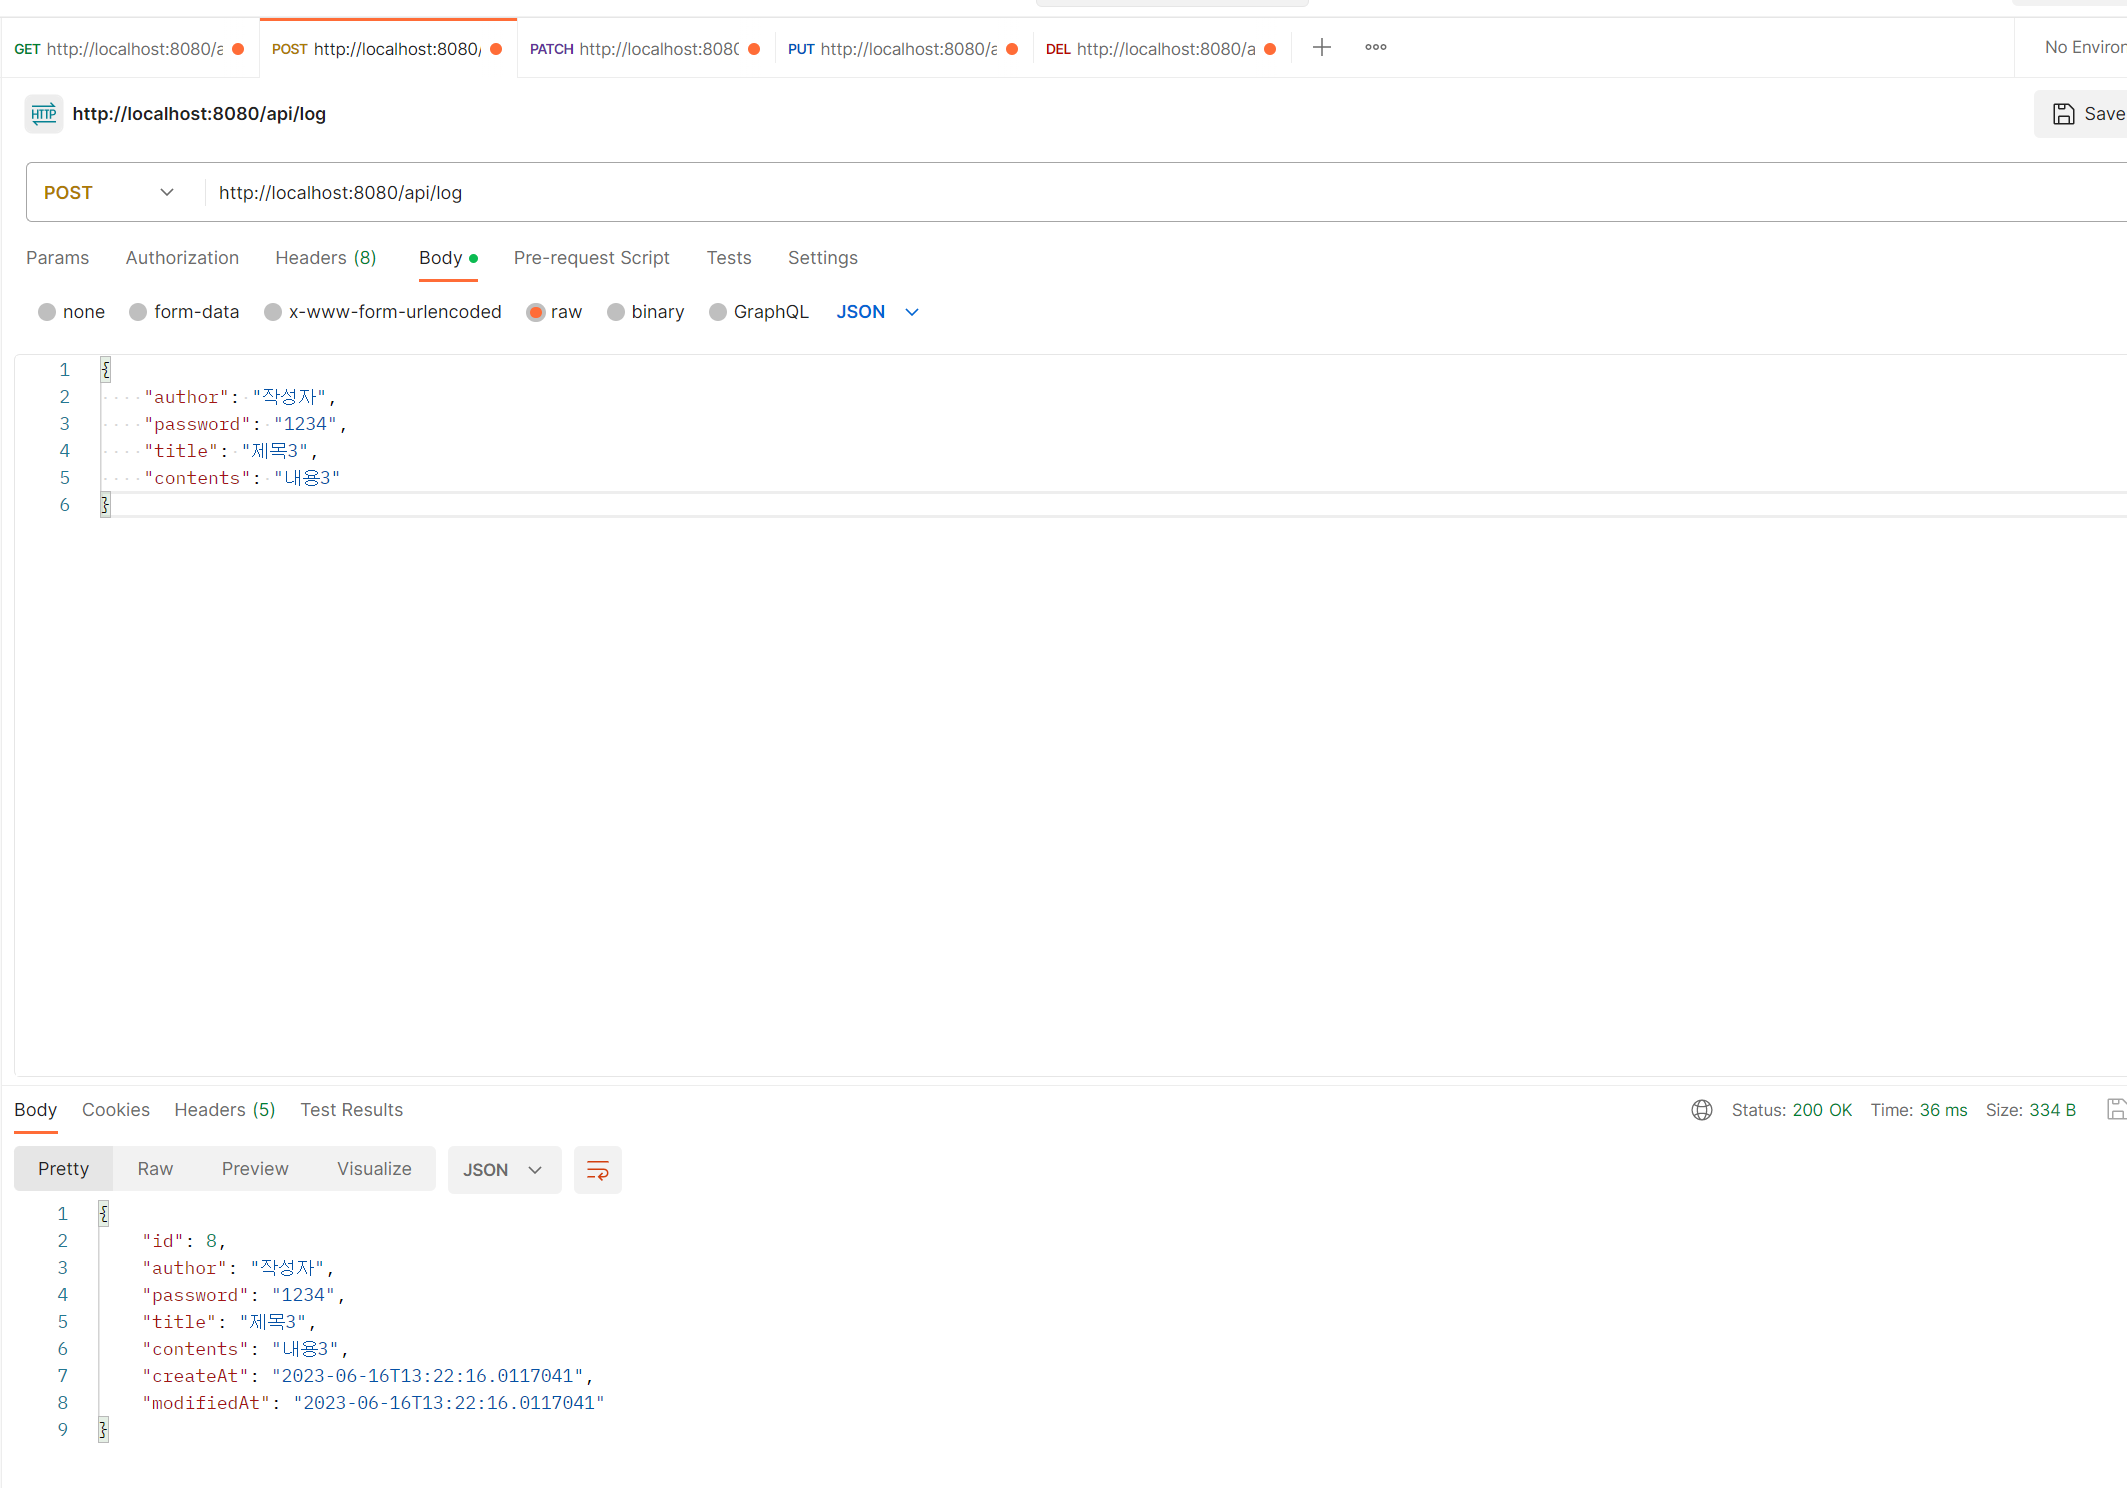 GET http://localhost:8080/a POST http://localhost:8080/ PATCH http://localhost:808 PUT http://localhost:8080/a DEL http://localhost:8080/a No Enviror
HTTP http://localhost:8080/api/log Save
POST http://localhost:8080/api/log
Params Authorization Headers (8) Body Pre-request Script Tests Settings
none form-data x-www-form-urlencoded raw binary GraphQL JSON
1 {
2 "author": "작성자",
3 "password": "1234",
4 "title": "제목3",
5 "contents": "내용3"
6 }
Body Cookies Headers (5) Test Results Status: 200 OK Time: 36 ms Size: 334 B
Pretty Raw Preview Visualize JSON
1 {
2 "id": 8,
3 "author": "작성자",
4 "password": "1234",
5 "title": "제목3",
6 "contents": "내용3",
7 "createAt": "2023-06-16T13:22:16.0117041",
8 "modifiedAt": "2023-06-16T13:22:16.0117041"
9 }